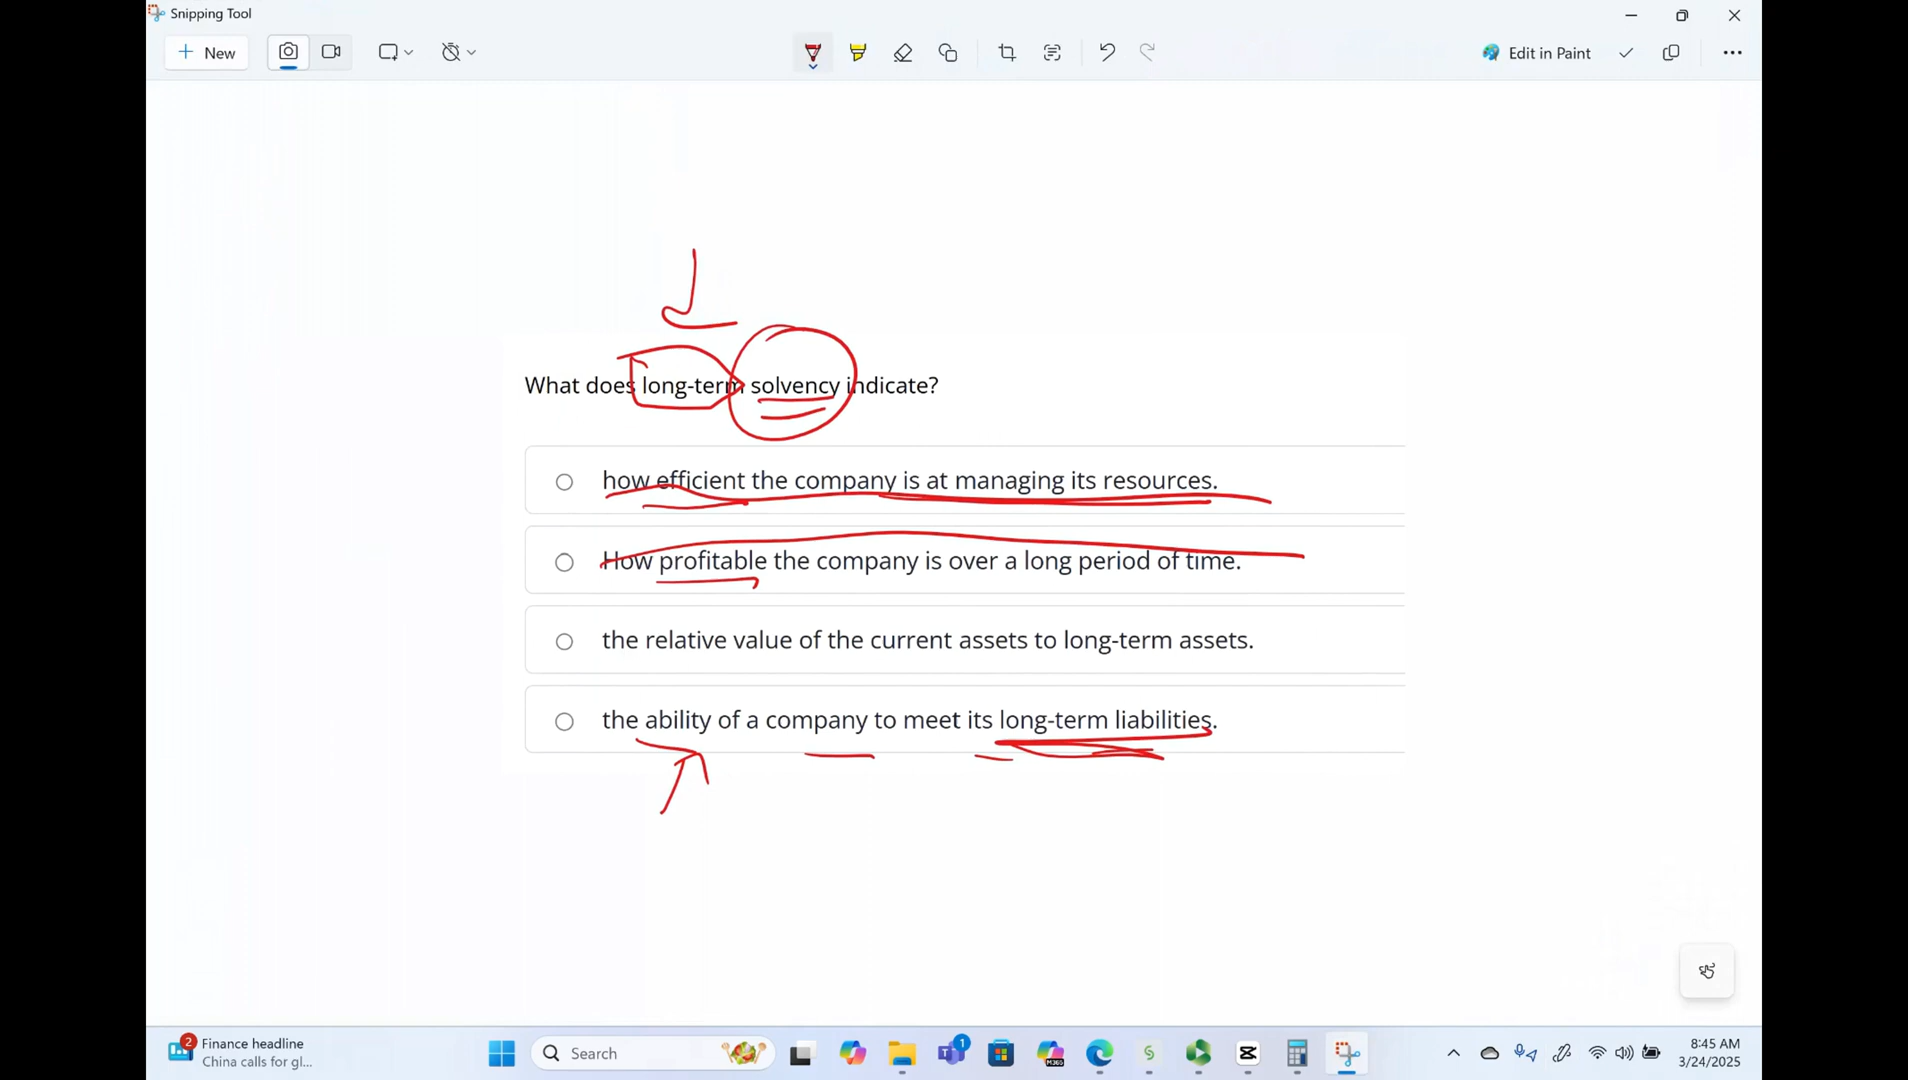 Snipping Tool
New
Edit in Paint
What does long-term solvency indicate?
how efficient the company is at managing its resources.
How profitable the company is over a long period of time.
the relative value of the current assets to long-term assets.
the ability of a company to meet its long-term liabilities.
2
Finance headline
China calls for gl...
Search
1
M365
S
8:45 AM
3/24/2025